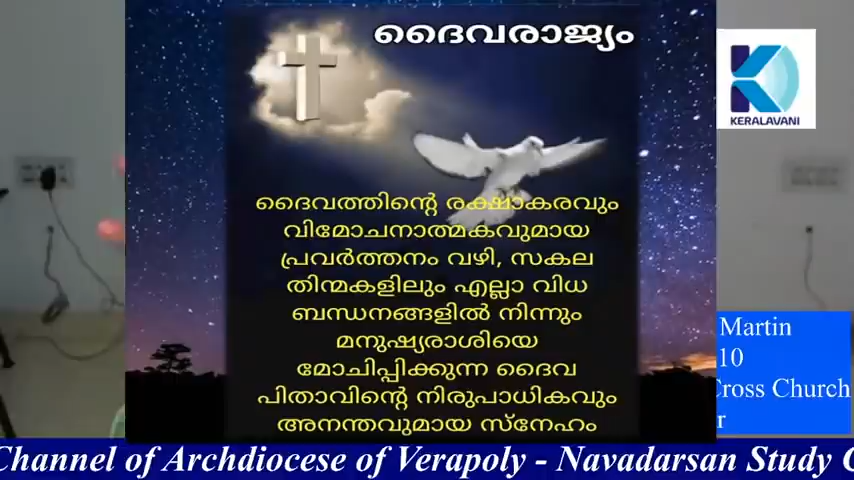 ദൈവരാജ്യം
KERALAVANI
ദൈവത്തിന്റെ രക്ഷാകരവും
വിമോചനാത്മകവുമായ
പ്രവർത്തനം വഴി, സകല
തിന്മകളിലും എല്ലാ വിധ
ബന്ധനങ്ങളിൽ നിന്നും
മനുഷ്യരാശിയെ
മോചിപ്പിക്കുന്ന ദൈവ
പിതാവിന്റെ നിരുപാധികവും
അനന്തവുമായ സ്നേഹം
Martin
10
Cross Church
r
Channel of Archdiocese of Verapoly - Navadarsan Study C